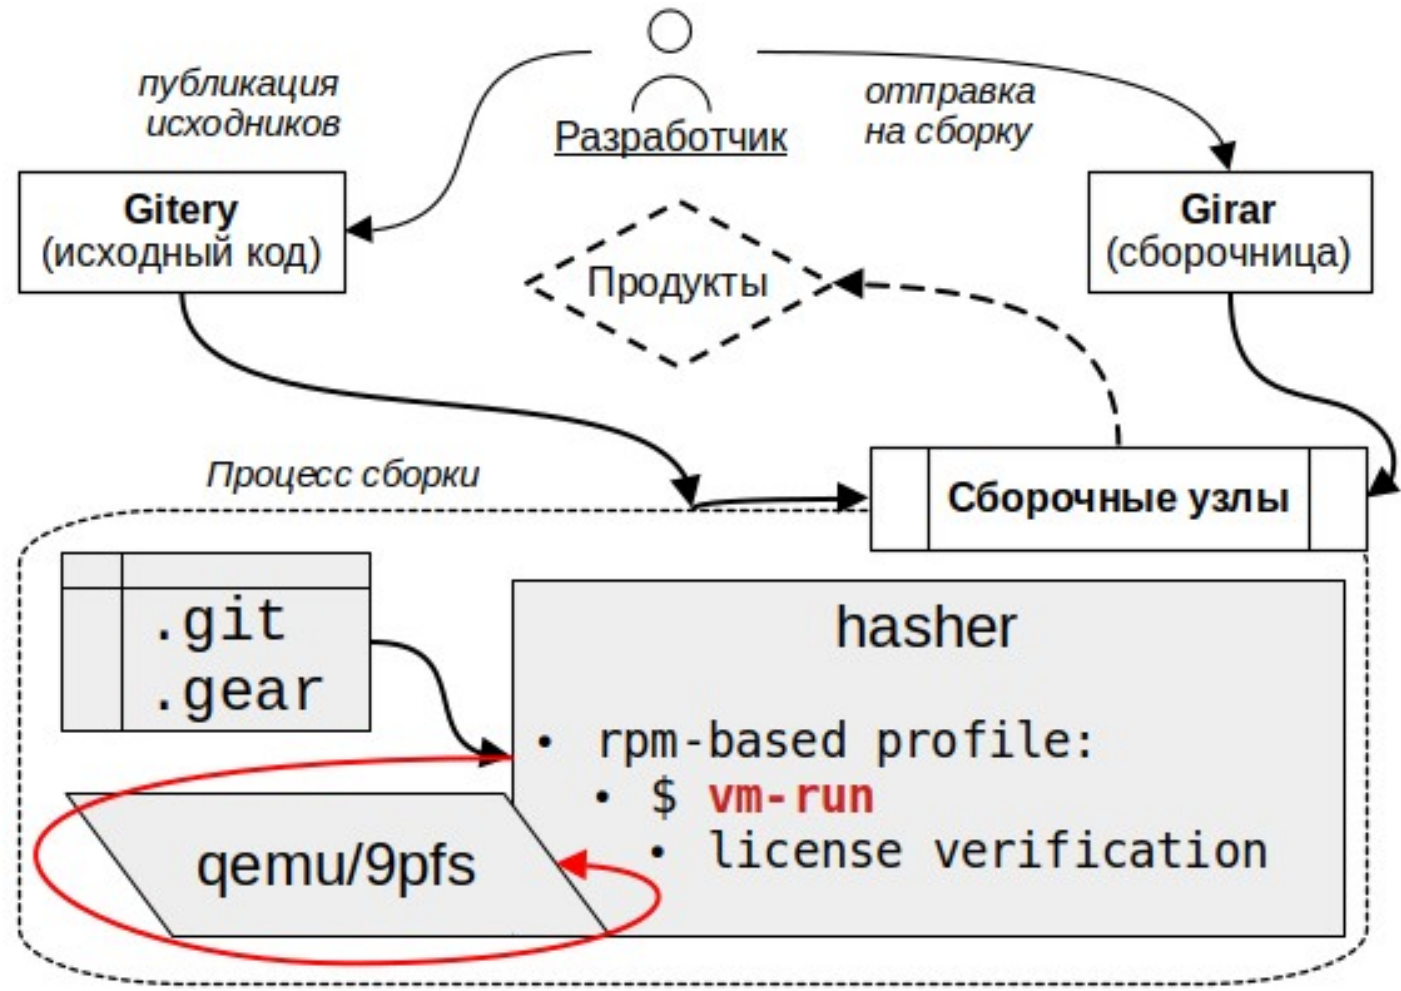 публикация
исходников
Разработчик
отправка
на сборку
Gitery
(исходный код)
Продукты
Girar
(сборочница)
Процесс сборки
Сборочные узлы
.git
.gear
hasher
• rpm-based profile:
• $ vm-run
• license verification
qemu/9pfs